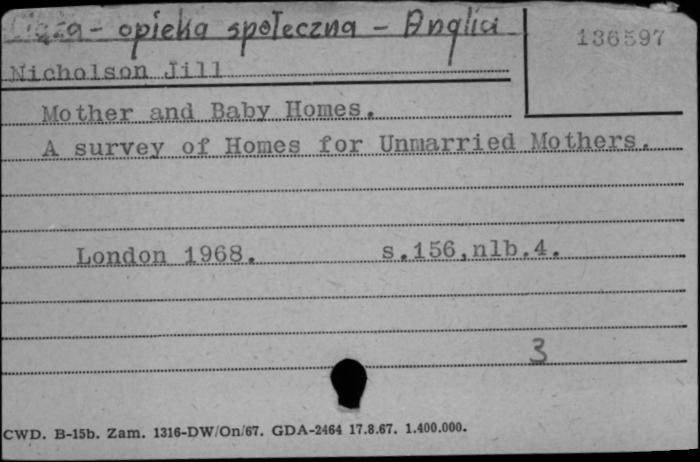 – opieka społeczna – Anglia
136597
Nicholson Jill
Mother and Baby Homes.
A survey of Homes for Unmarried Mothers.
London 1968. s.156,nlb.4.
3
CWD. B-15b. Zam. 1316-DW/On/67. GDA-2464 17.8.67. 1.400.000.